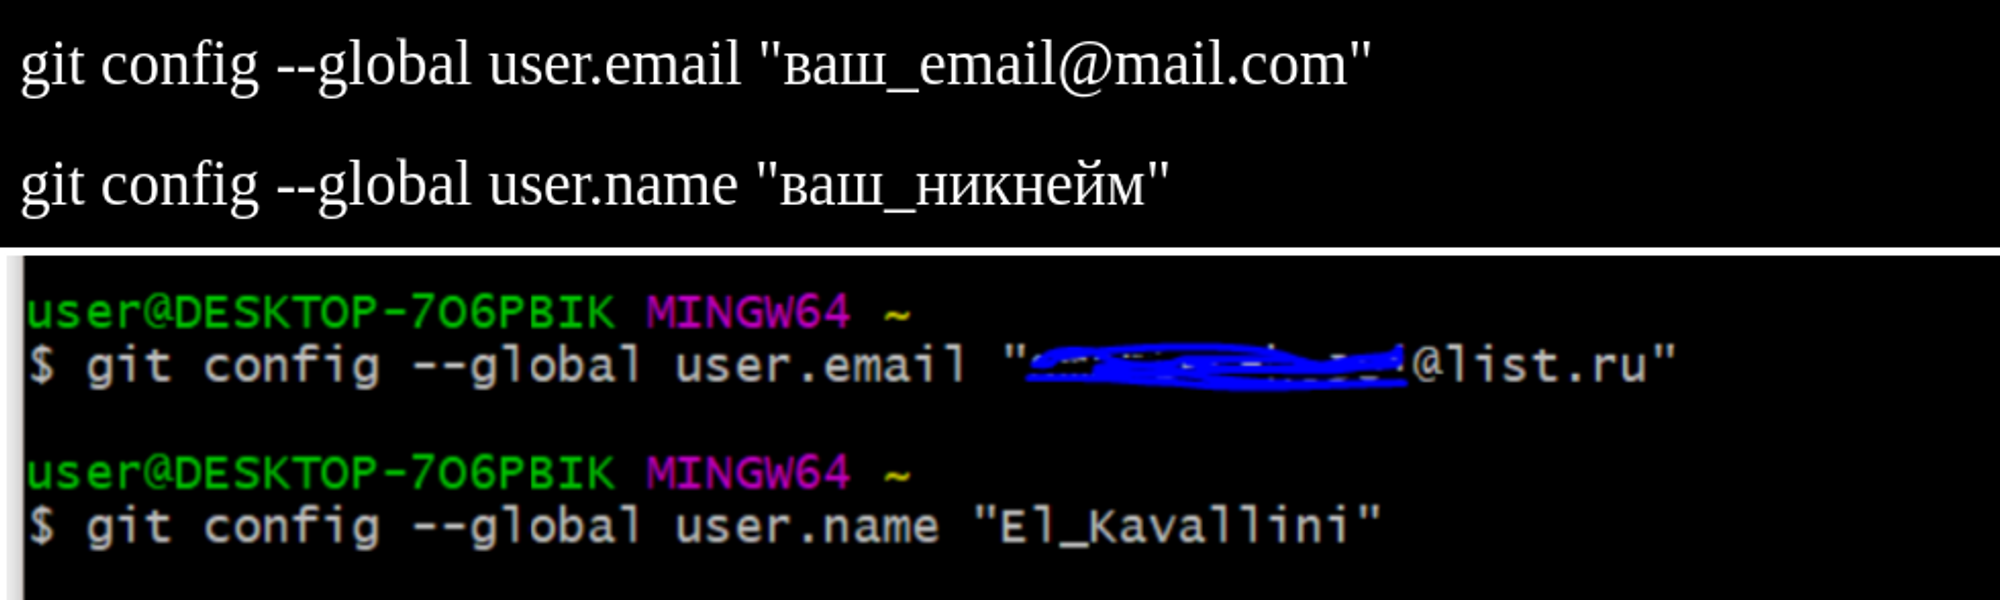 git config --global user.email "ваш_email@mail.com"
git config --global user.name "ваш_никнейм"
user@DESKTOP-7O6PBIK MINGW64 ~
$ git config --global user.email "@list.ru"
user@DESKTOP-7O6PBIK MINGW64 ~
$ git config --global user.name "El_Kavallini"